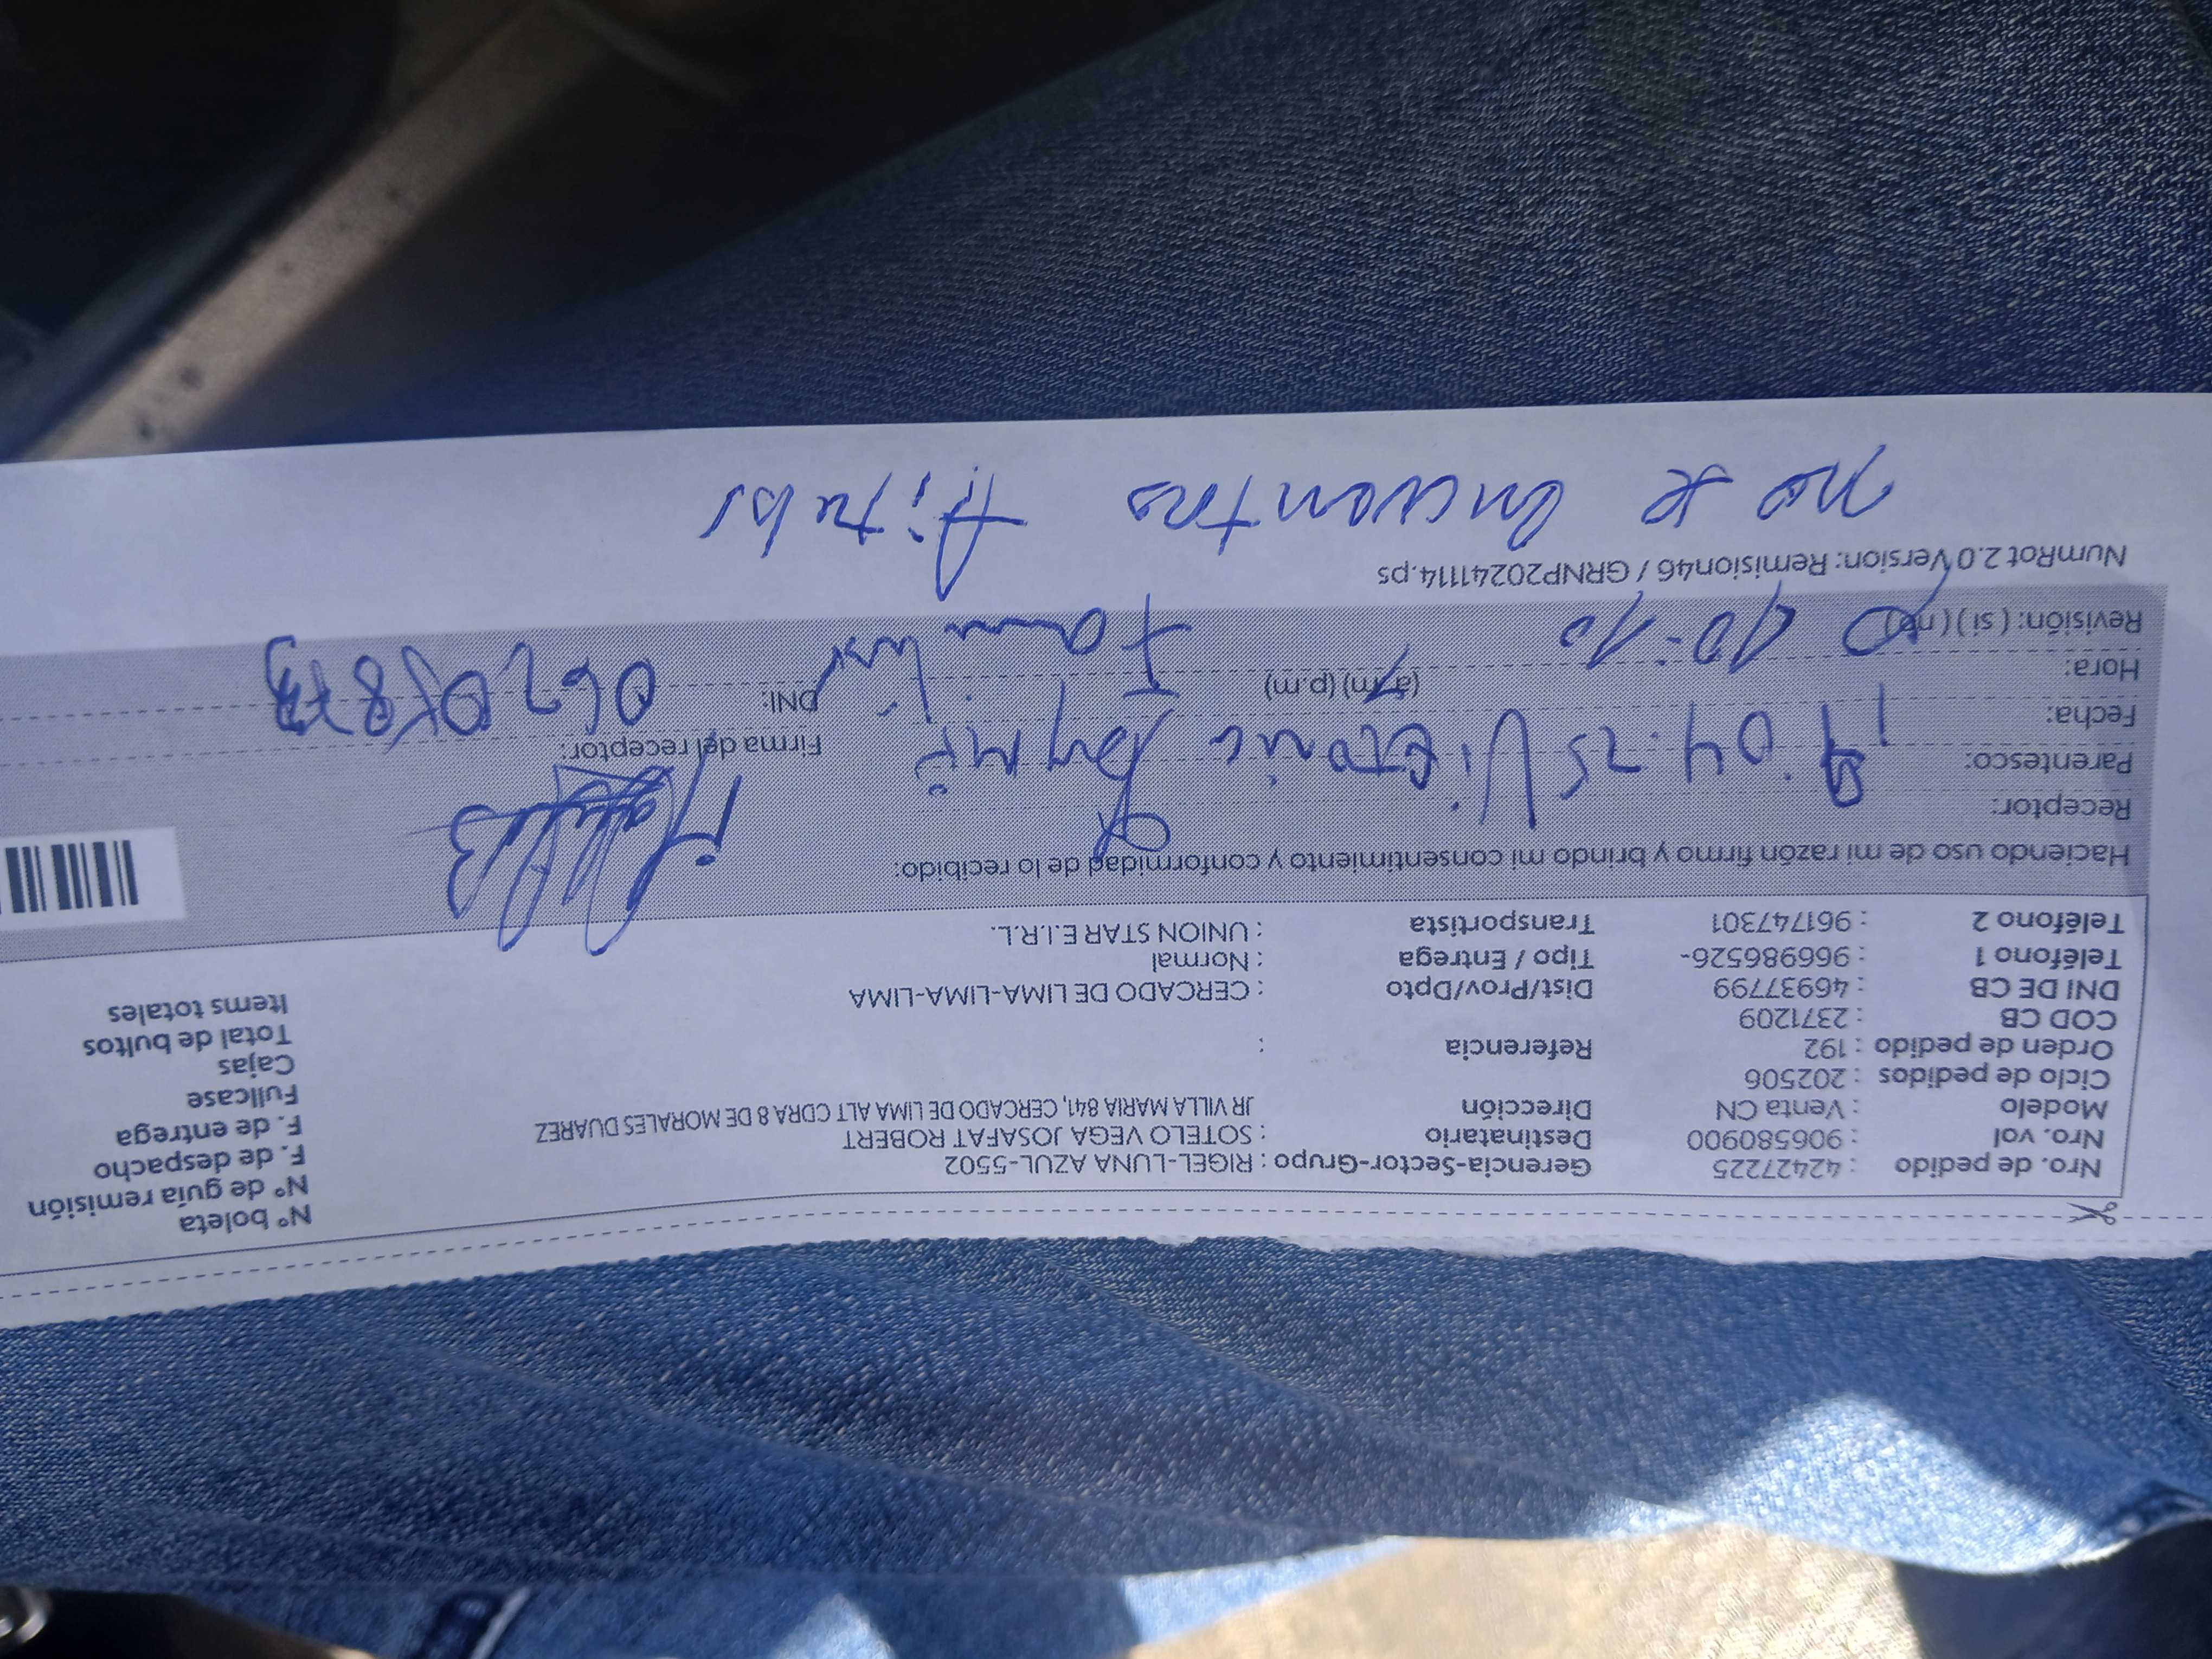 Nro. de pedido : 42427225 Gerencia-Sector-Grupo : RIGEL-LUNA AZUL-5502 N° boleta
Nro. vol : 906580900 Destinatario : SOTELO VEGA JOSAFAT ROBERT N° de guía remisión
Modelo : Venta CN Dirección JR VILLA MARIA 841, CERCADO DE LIMA ALT CDRA 8 DE MORALES DUAREZ F. de despacho
Ciclo de pedidos : 202506 F. de entrega
Orden de pedido : 192 Referencia : Fullcase
COD CB : 2371209 Cajas
DNI DE CB : 46937799 Dist/Prov/Dpto : CERCADO DE LIMA-LIMA-LIMA Total de bultos
Teléfono 1 : 966986526- Tipo / Entrega : Normal Items totales
Teléfono 2 : 961747301 Transportista : UNION STAR E.I.R.L.
Haciendo uso de mi razón firmo y brindo mi consentimiento y conformidad de lo recibido:
Receptor:
Parentesco: Firma del receptor:
Fecha: 19.04.25 Victoria
Hora: (a.m) (p.m) DNI:
Revisión: (si) (no) 10:10 Familia
NumRot 2.0 Version: Remision46 / GRNP20241114.ps
no se encuentra titular